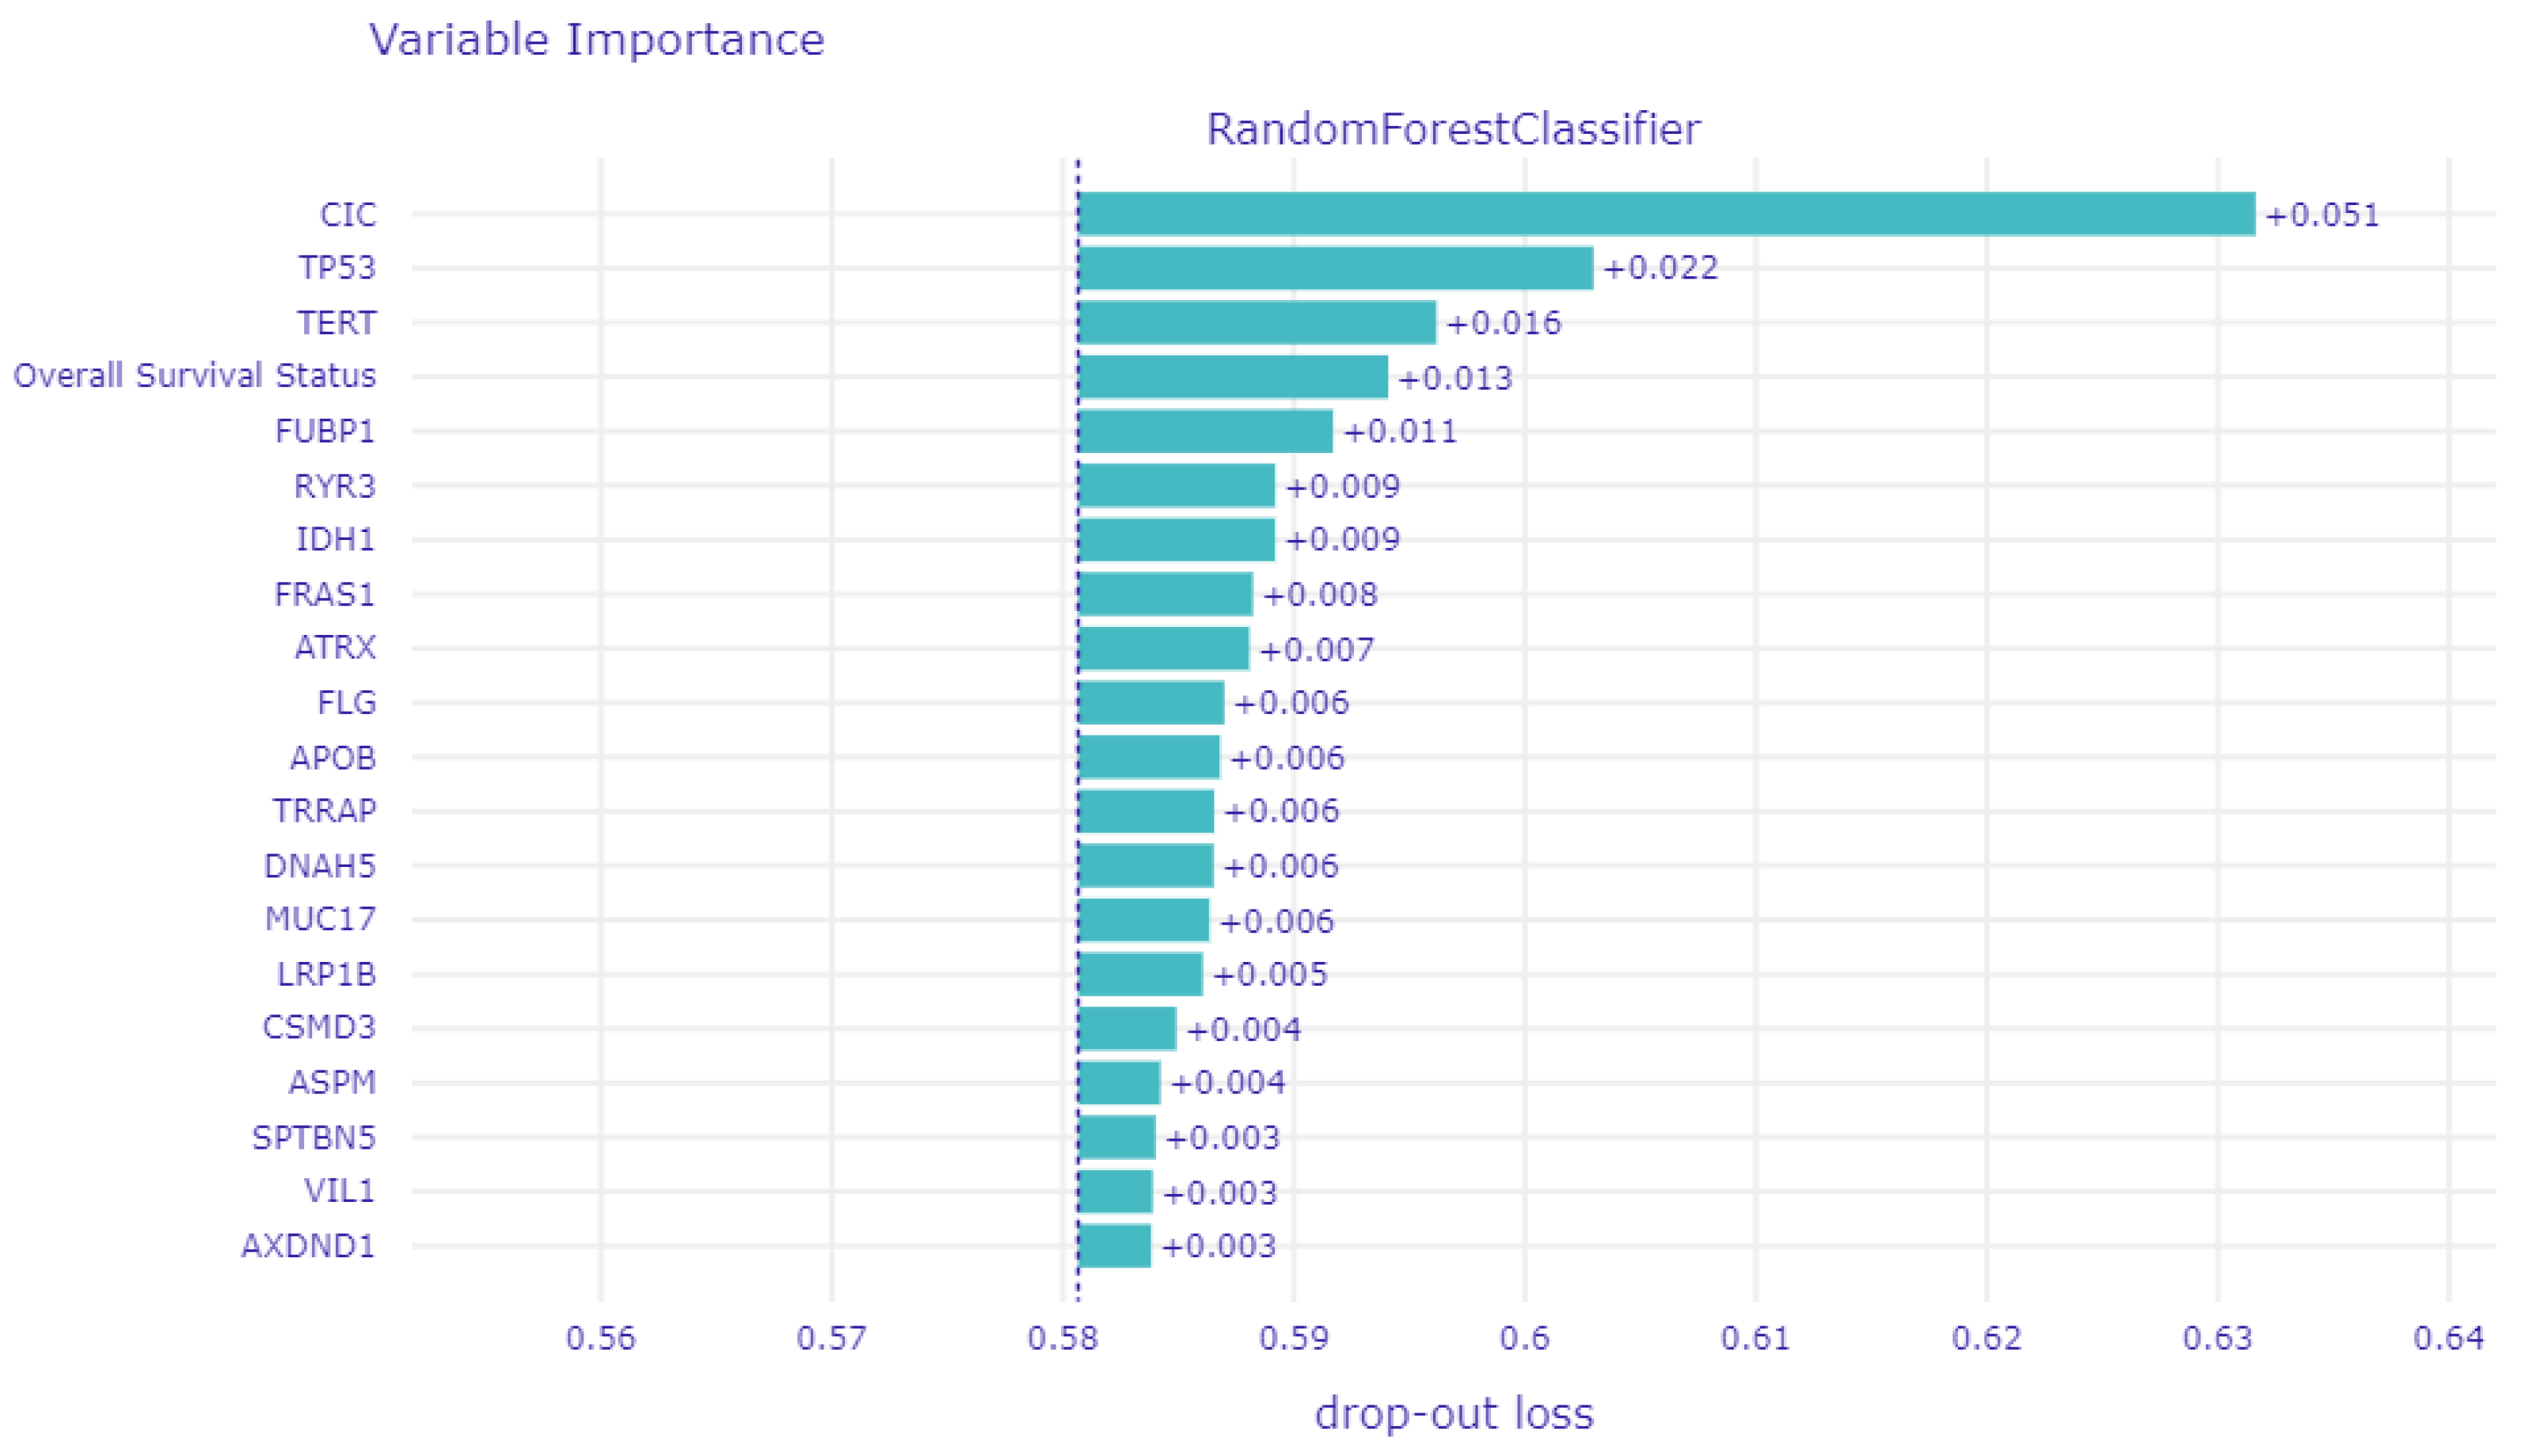 Variable Importance
RandomForestClassifier
CIC +0.051
TP53 +0.022
TERT +0.016
Overall Survival Status +0.013
FUBP1 +0.011
RYR3 +0.009
IDH1 +0.009
FRAS1 +0.008
ATRX +0.007
FLG +0.006
APOB +0.006
TRRAP +0.006
DNAH5 +0.006
MUC17 +0.006
LRP1B +0.005
CSMD3 +0.004
ASPM +0.004
SPTBN5 +0.003
VIL1 +0.003
AXDND1 +0.003
0.56 0.57 0.58 0.59 0.6 0.61 0.62 0.63 0.64
drop-out loss